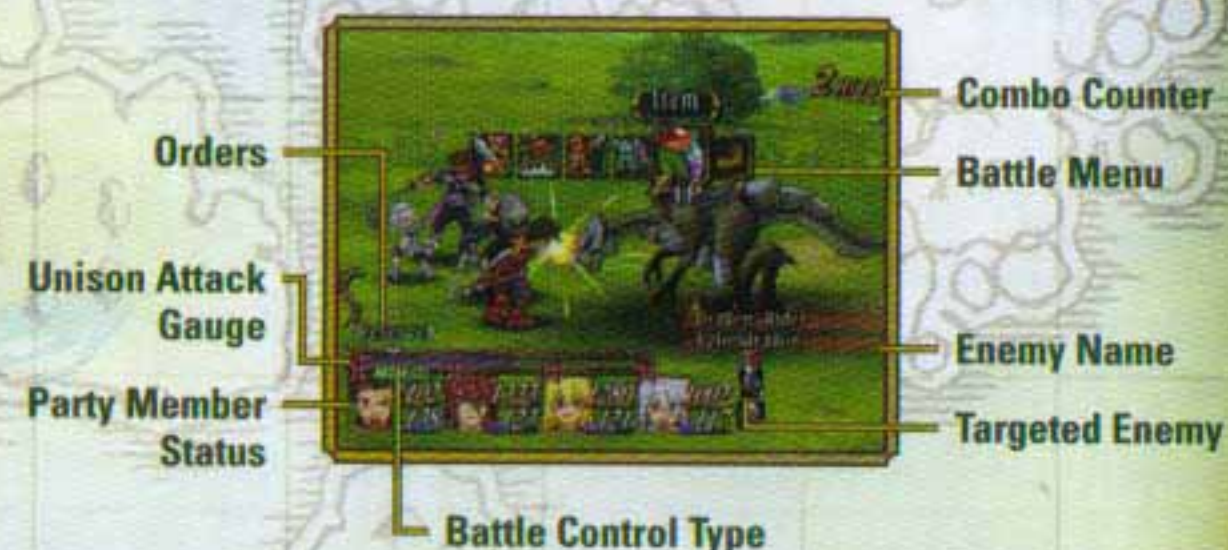 Combo Counter
Item
Orders
Battle Menu
Unison Attack
Gauge
Enemy Name
Party Member
Status
Targeted Enemy
Battle Control Type